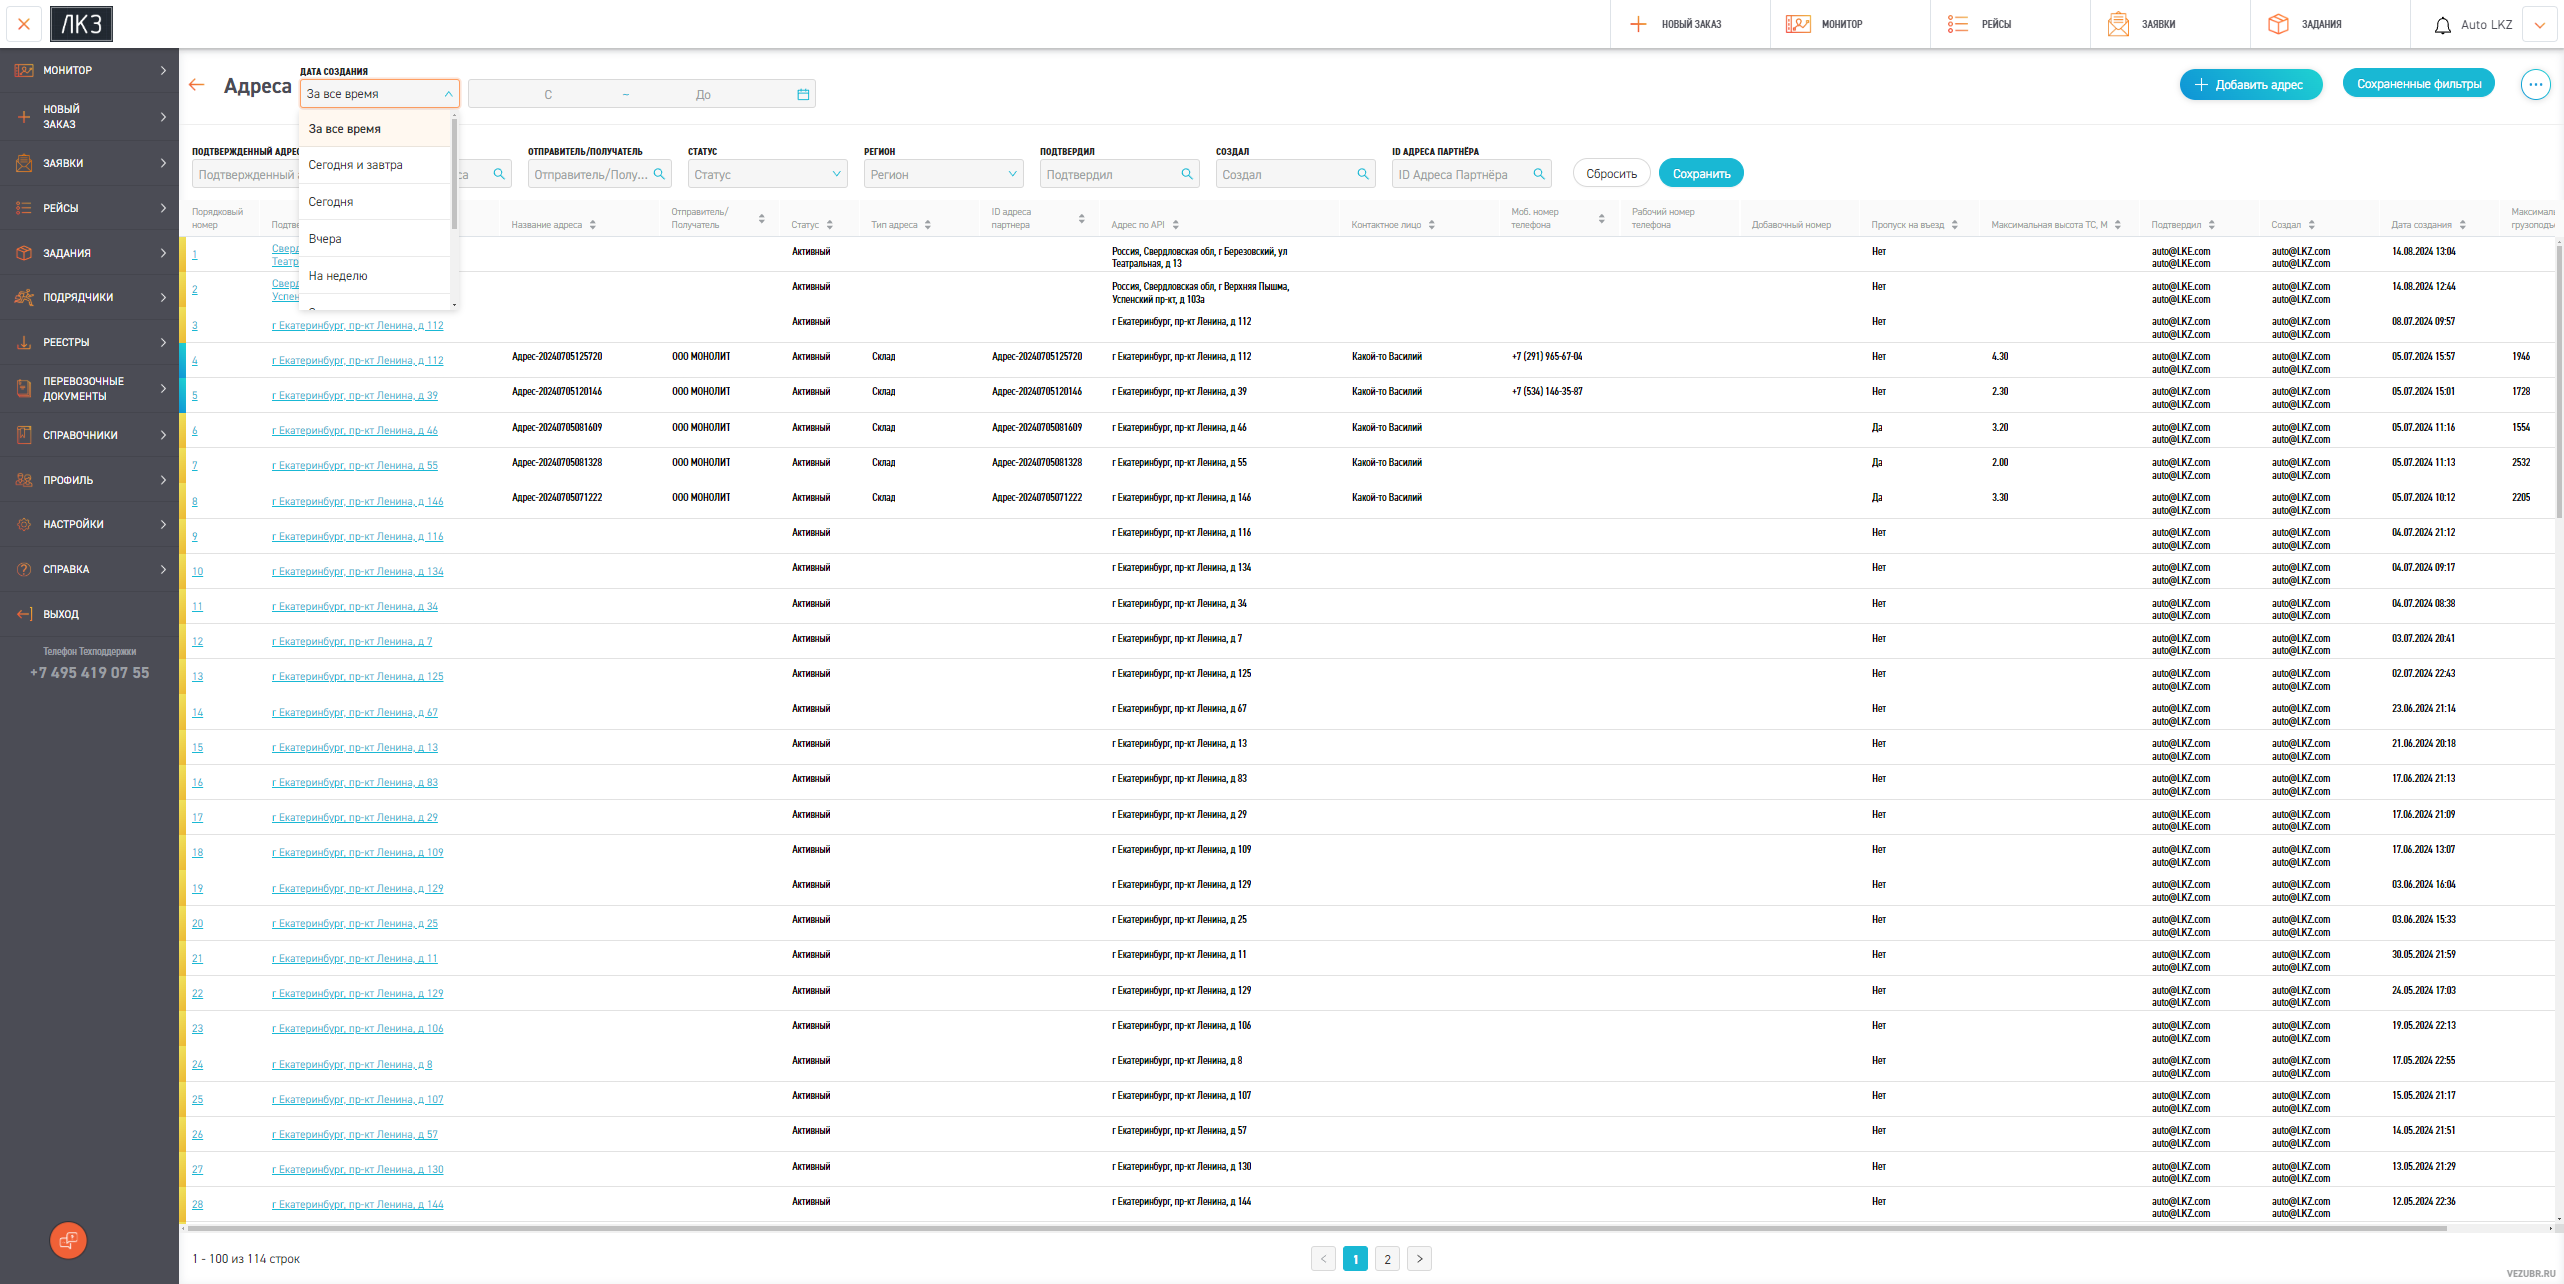 ЛКЗ
НОВЫЙ ЗАКАЗ
МОНИТОР
РЕЙСЫ
ЗАЯВКИ
ЗАДАНИЯ
Auto LKZ
МОНИТОР
НОВЫЙ
ЗАКАЗ
ЗАЯВКИ
РЕЙСЫ
ЗАДАНИЯ
ПОДРЯДЧИКИ
РЕЕСТРЫ
ПЕРЕВОЗОЧНЫЕ
ДОКУМЕНТЫ
СПРАВОЧНИКИ
ПРОФИЛЬ
НАСТРОЙКИ
СПРАВКА
ВЫХОД
Телефон Техподдержки
+7 495 419 07 55
Адреса
ДАТА СОЗДАНИЯ
За все время
С ~ До
Добавить адрес
Сохраненные фильтры
За все время
Сегодня и завтра
Сегодня
Вчера
На неделю
ПОДТВЕРЖДЕННЫЙ АДРЕС ОТПРАВИТЕЛЬ/ПОЛУЧАТЕЛЬ СТАТУС РЕГИОН ПОДТВЕРДИЛ СОЗДАЛ ID АДРЕСА ПАРТНЁРА
Подтвержденный а са Отправитель/Полу... Статус Регион Подтвердил Создал ID Адреса Партнёра Сбросить Сохранить
Порядковый номер Подтве Название адреса Отправитель/ Получатель Статус Тип адреса ID адреса партнера Адрес по API Контактное лицо Моб. номер телефона Рабочий номер телефона Добавочный номер Пропуск на въезд Максимальная высота ТС, М Подтвердил Создал Дата создания Максималь грузоподъе
1 Сверд Театр Активный Россия, Свердловская обл, г Березовский, ул Театральная, д 13 Нет auto@LKE.com auto@LKE.com auto@LKZ.com auto@LKZ.com 14.08.2024 13:04
2 Сверд Успен Активный Россия, Свердловская обл, г Верхняя Пышма, Успенский пр-кт, д 103а Нет auto@LKE.com auto@LKE.com auto@LKZ.com auto@LKZ.com 14.08.2024 12:44
3 г Екатеринбург, пр-кт Ленина, д 112 Активный г Екатеринбург, пр-кт Ленина, д 112 Нет auto@LKZ.com auto@LKZ.com auto@LKZ.com auto@LKZ.com 08.07.2024 09:57
4 г Екатеринбург, пр-кт Ленина, д 112 Адрес-20240705125720 ООО МОНОЛИТ Активный Склад Адрес-20240705125720 г Екатеринбург, пр-кт Ленина, д 112 Какой-то Василий +7 (291) 965-67-04 Нет 4.30 auto@LKZ.com auto@LKZ.com auto@LKZ.com auto@LKZ.com 05.07.2024 15:57 1946
5 г Екатеринбург, пр-кт Ленина, д 39 Адрес-20240705120146 ООО МОНОЛИТ Активный Склад Адрес-20240705120146 г Екатеринбург, пр-кт Ленина, д 39 Какой-то Василий +7 (534) 146-35-87 Нет 2.30 auto@LKZ.com auto@LKZ.com auto@LKZ.com auto@LKZ.com 05.07.2024 15:01 1728
6 г Екатеринбург, пр-кт Ленина, д 46 Адрес-20240705081609 ООО МОНОЛИТ Активный Склад Адрес-20240705081609 г Екатеринбург, пр-кт Ленина, д 46 Какой-то Василий Да 3.20 auto@LKZ.com auto@LKZ.com auto@LKZ.com auto@LKZ.com 05.07.2024 11:16 1554
7 г Екатеринбург, пр-кт Ленина, д 55 Адрес-20240705081328 ООО МОНОЛИТ Активный Склад Адрес-20240705081328 г Екатеринбург, пр-кт Ленина, д 55 Какой-то Василий Да 2.00 auto@LKZ.com auto@LKZ.com auto@LKZ.com auto@LKZ.com 05.07.2024 11:13 2532
8 г Екатеринбург, пр-кт Ленина, д 146 Адрес-20240705071222 ООО МОНОЛИТ Активный Склад Адрес-20240705071222 г Екатеринбург, пр-кт Ленина, д 146 Какой-то Василий Да 3.30 auto@LKZ.com auto@LKZ.com auto@LKZ.com auto@LKZ.com 05.07.2024 10:12 2205
9 г Екатеринбург, пр-кт Ленина, д 116 Активный г Екатеринбург, пр-кт Ленина, д 116 Нет auto@LKZ.com auto@LKZ.com auto@LKZ.com auto@LKZ.com 04.07.2024 21:12
10 г Екатеринбург, пр-кт Ленина, д 134 Активный г Екатеринбург, пр-кт Ленина, д 134 Нет auto@LKZ.com auto@LKZ.com auto@LKZ.com auto@LKZ.com 04.07.2024 09:17
11 г Екатеринбург, пр-кт Ленина, д 34 Активный г Екатеринбург, пр-кт Ленина, д 34 Нет auto@LKZ.com auto@LKZ.com auto@LKZ.com auto@LKZ.com 04.07.2024 08:38
12 г Екатеринбург, пр-кт Ленина, д 7 Активный г Екатеринбург, пр-кт Ленина, д 7 Нет auto@LKZ.com auto@LKZ.com auto@LKZ.com auto@LKZ.com 03.07.2024 20:41
13 г Екатеринбург, пр-кт Ленина, д 125 Активный г Екатеринбург, пр-кт Ленина, д 125 Нет auto@LKZ.com auto@LKZ.com auto@LKZ.com auto@LKZ.com 02.07.2024 22:43
14 г Екатеринбург, пр-кт Ленина, д 67 Активный г Екатеринбург, пр-кт Ленина, д 67 Нет auto@LKZ.com auto@LKZ.com auto@LKZ.com auto@LKZ.com 23.06.2024 21:14
15 г Екатеринбург, пр-кт Ленина, д 13 Активный г Екатеринбург, пр-кт Ленина, д 13 Нет auto@LKZ.com auto@LKZ.com auto@LKZ.com auto@LKZ.com 21.06.2024 20:18
16 г Екатеринбург, пр-кт Ленина, д 83 Активный г Екатеринбург, пр-кт Ленина, д 83 Нет auto@LKZ.com auto@LKZ.com auto@LKZ.com auto@LKZ.com 17.06.2024 21:13
17 г Екатеринбург, пр-кт Ленина, д 29 Активный г Екатеринбург, пр-кт Ленина, д 29 Нет auto@LKE.com auto@LKE.com auto@LKZ.com auto@LKZ.com 17.06.2024 21:09
18 г Екатеринбург, пр-кт Ленина, д 109 Активный г Екатеринбург, пр-кт Ленина, д 109 Нет auto@LKZ.com auto@LKZ.com auto@LKZ.com auto@LKZ.com 17.06.2024 13:07
19 г Екатеринбург, пр-кт Ленина, д 129 Активный г Екатеринбург, пр-кт Ленина, д 129 Нет auto@LKZ.com auto@LKZ.com auto@LKZ.com auto@LKZ.com 03.06.2024 16:04
20 г Екатеринбург, пр-кт Ленина, д 25 Активный г Екатеринбург, пр-кт Ленина, д 25 Нет auto@LKZ.com auto@LKZ.com auto@LKZ.com auto@LKZ.com 03.06.2024 15:33
21 г Екатеринбург, пр-кт Ленина, д 11 Активный г Екатеринбург, пр-кт Ленина, д 11 Нет auto@LKZ.com auto@LKZ.com auto@LKZ.com auto@LKZ.com 30.05.2024 21:59
22 г Екатеринбург, пр-кт Ленина, д 129 Активный г Екатеринбург, пр-кт Ленина, д 129 Нет auto@LKZ.com auto@LKZ.com auto@LKZ.com auto@LKZ.com 24.05.2024 17:03
23 г Екатеринбург, пр-кт Ленина, д 106 Активный г Екатеринбург, пр-кт Ленина, д 106 Нет auto@LKZ.com auto@LKZ.com auto@LKZ.com auto@LKZ.com 19.05.2024 22:13
24 г Екатеринбург, пр-кт Ленина, д 8 Активный г Екатеринбург, пр-кт Ленина, д 8 Нет auto@LKZ.com auto@LKZ.com auto@LKZ.com auto@LKZ.com 17.05.2024 22:55
25 г Екатеринбург, пр-кт Ленина, д 107 Активный г Екатеринбург, пр-кт Ленина, д 107 Нет auto@LKZ.com auto@LKZ.com auto@LKZ.com auto@LKZ.com 15.05.2024 21:17
26 г Екатеринбург, пр-кт Ленина, д 57 Активный г Екатеринбург, пр-кт Ленина, д 57 Нет auto@LKZ.com auto@LKZ.com auto@LKZ.com auto@LKZ.com 14.05.2024 21:51
27 г Екатеринбург, пр-кт Ленина, д 130 Активный г Екатеринбург, пр-кт Ленина, д 130 Нет auto@LKZ.com auto@LKZ.com auto@LKZ.com auto@LKZ.com 13.05.2024 21:29
28 г Екатеринбург, пр-кт Ленина, д 144 Активный г Екатеринбург, пр-кт Ленина, д 144 Нет auto@LKZ.com auto@LKZ.com auto@LKZ.com auto@LKZ.com 12.05.2024 22:36
1 - 100 из 114 строк
< 1 2 >
VEZUBR.RU